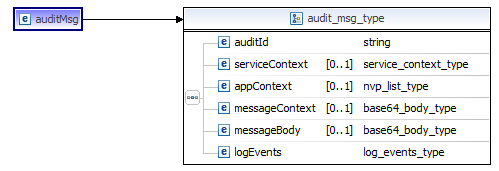 e auditMsg
audit_msg_type
e auditId string
e serviceContext [0..1] service_context_type
e appContext [0..1] nvp_list_type
e messageContext [0..1] base64_body_type
e messageBody [0..1] base64_body_type
e logEvents log_events_type